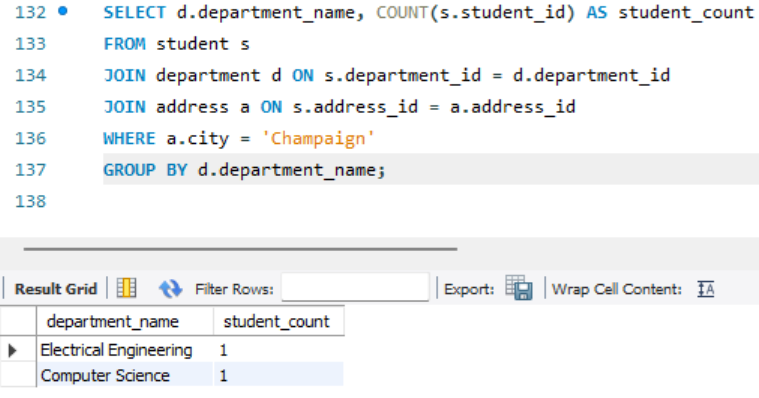 132 SELECT d.department_name, COUNT(s.student_id) AS student_count
133 FROM student s
134 JOIN department d ON s.department_id = d.department_id
135 JOIN address a ON s.address_id = a.address_id
136 WHERE a.city = 'Champaign'
137 GROUP BY d.department_name;
138
Result Grid Filter Rows: Export: Wrap Cell Content: IA
department_name student_count
Electrical Engineering 1
Computer Science 1